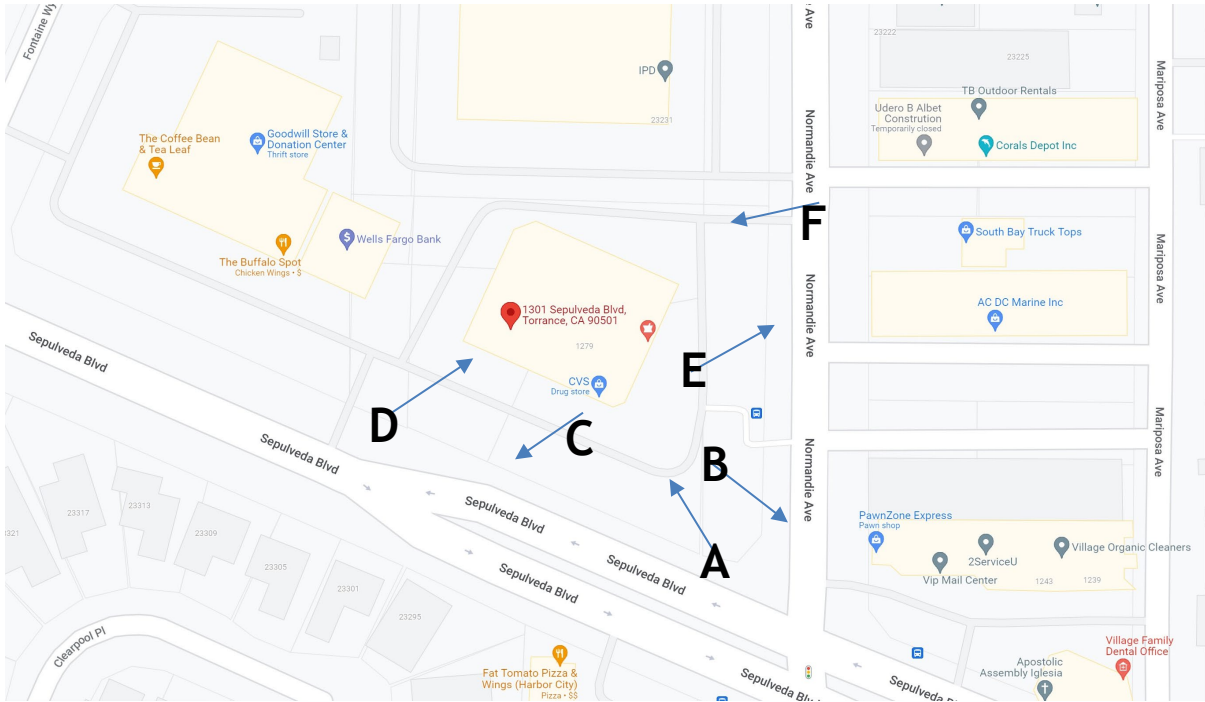 Fontaine Wy
Ave
23222
23225
Mariposa Ave
IPD
23231
TB Outdoor Rentals
Udero B Albet
Constrution
Temporarily closed
Corals Depot Inc
Normandie Ave
The Coffee Bean
& Tea Leaf
Goodwill Store &
Donation Center
Thrift store
F
Wells Fargo Bank
The Buffalo Spot
Chicken Wings • $
South Bay Truck Tops
Mariposa Ave
AC DC Marine Inc
Normandie Ave
1301 Sepulveda Blvd,
Torrance, CA 90501
1279
E
Sepulveda Blvd
CVS
Drug store
D
C
B
Sepulveda Blvd
Normandie Ave
Mariposa Ave
23317
23313
23309
321
Sepulveda Blvd
PawnZone Express
Pawn shop
2ServiceU
Village Organic Cleaners
Vip Mail Center
1243
1239
A
Sepulveda Blvd
Sepulveda Blvd
23305
23301
23295
Clearpool Pl
Fat Tomato Pizza &
Wings (Harbor City)
Pizza • $$
Sepulveda Blvd
Sepulveda
Apostolic
Assembly Iglesia
Village Family
Dental Office